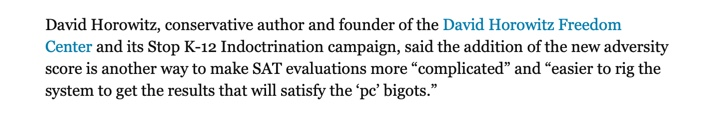 David Horowitz, conservative author and founder of the David Horowitz Freedom
Center and its Stop K-12 Indoctrination campaign, said the addition of the new adversity
score is another way to make SAT evaluations more “complicated” and “easier to rig the
system to get the results that will satisfy the ‘pc’ bigots.”